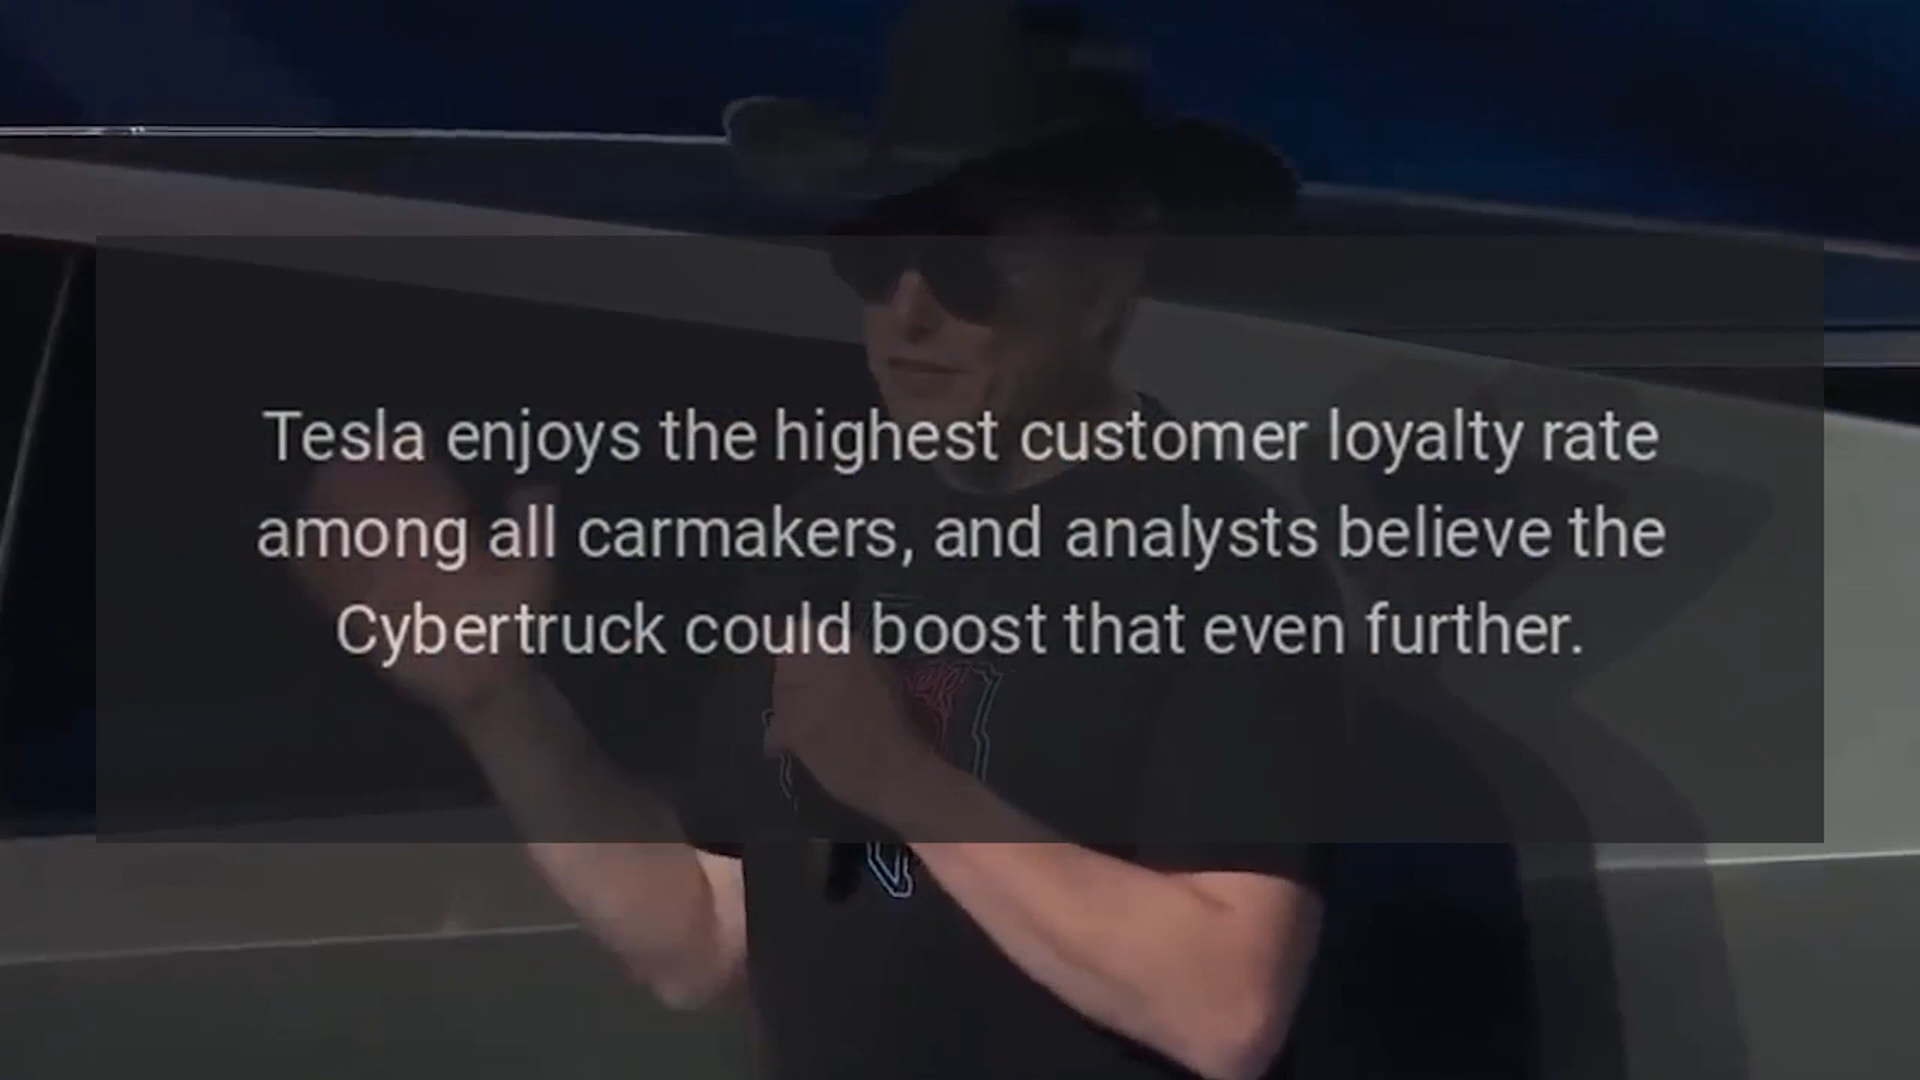 Tesla enjoys the highest customer loyalty rate
among all carmakers, and analysts believe the
Cybertruck could boost that even further.